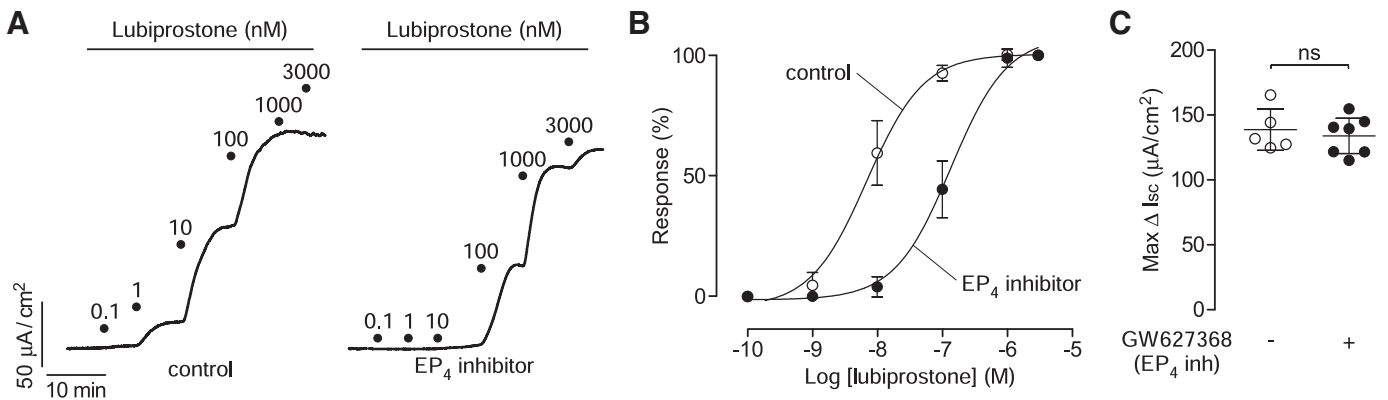 A
Lubiprostone (nM)
0.1
1
10
100
1000
3000
50 µA/ cm²
10 min
control
Lubiprostone (nM)
0.1
1
10
100
1000
3000
EP₄ inhibitor
B
Response (%)
100
50
0
control
EP₄ inhibitor
-10
-9
-8
-7
-6
-5
Log [lubiprostone] (M)
C
Max Δ Isc (µA/cm²)
200
150
100
50
0
ns
GW627368
(EP₄ inh)
-
+